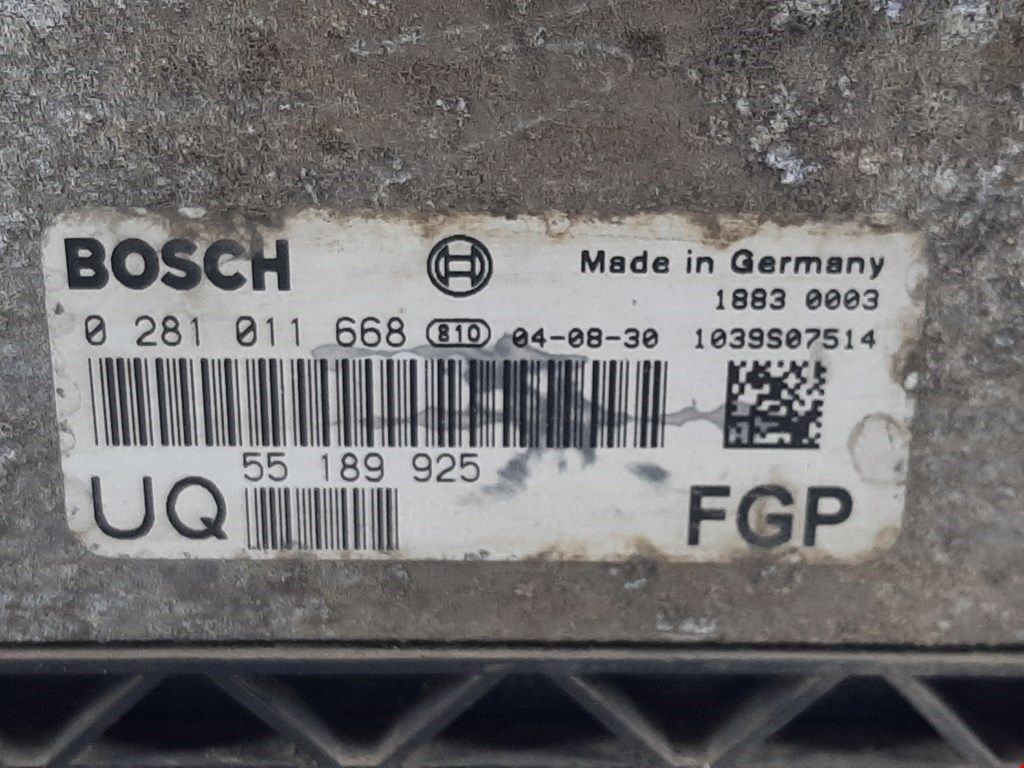 BOSCH Made in Germany
1883 0003
0 281 011 668 810 04-08-30 1039S07514
55 189 925
UQ FGP